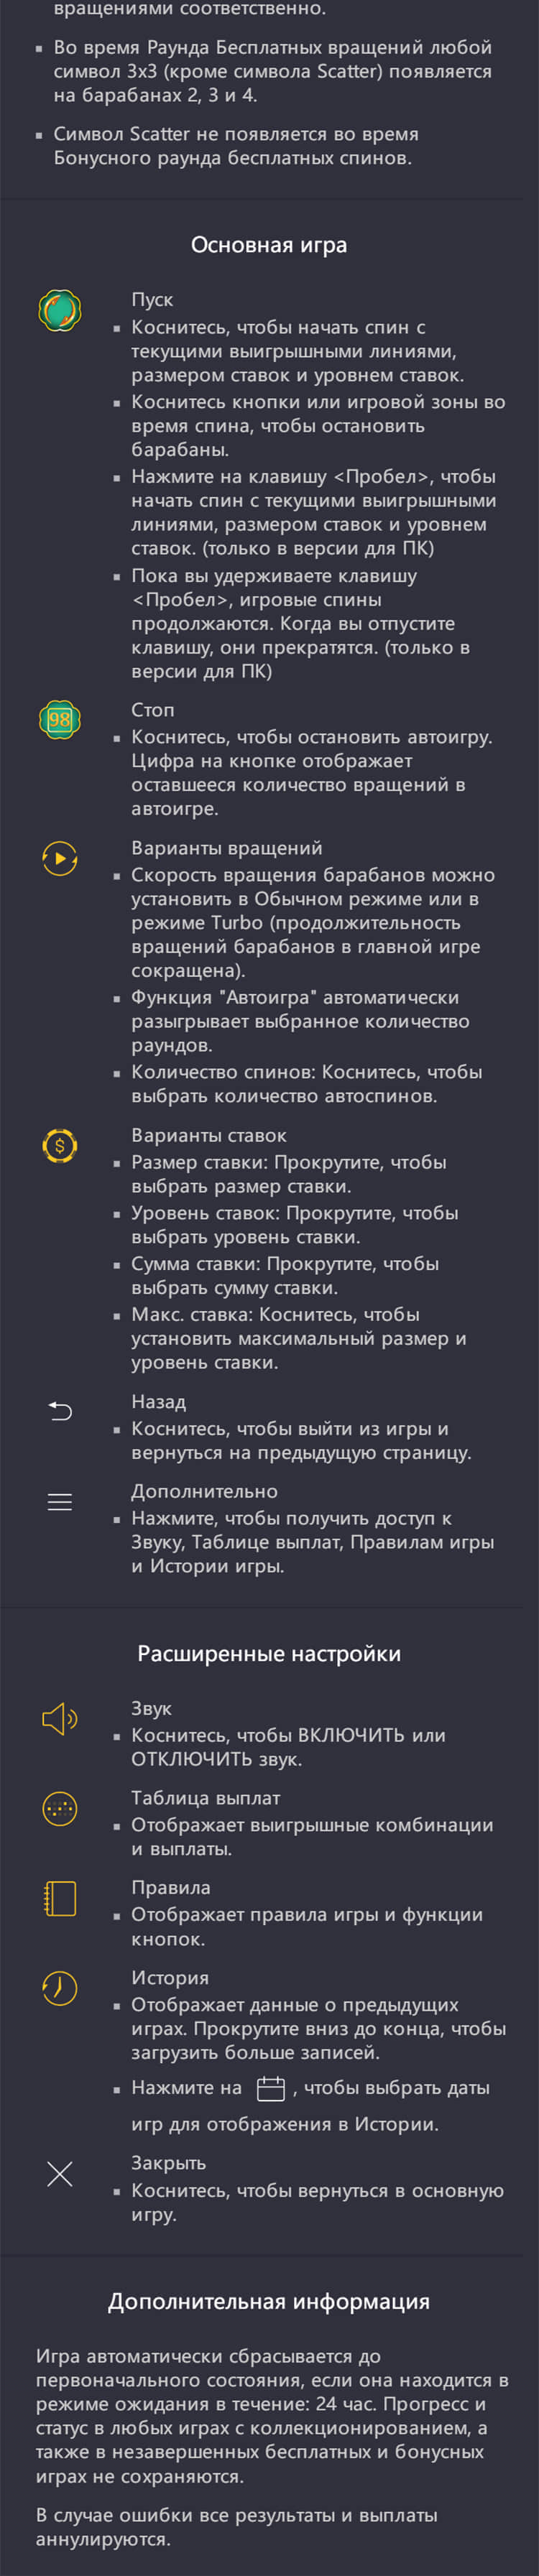 вращениями соответственно.
Во время Раунда Бесплатных вращений любой
символ 3x3 (кроме символа Scatter) появляется
на барабанах 2, 3 и 4.
Символ Scatter не появляется во время
Бонусного раунда бесплатных спинов.
Основная игра
Пуск
Коснитесь, чтобы начать спин с
текущими выигрышными линиями,
размером ставок и уровнем ставок.
Коснитесь кнопки или игровой зоны во
время спина, чтобы остановить
барабаны.
Нажмите на клавишу <Пробел>, чтобы
начать спин с текущими выигрышными
линиями, размером ставок и уровнем
ставок. (только в версии для ПК)
Пока вы удерживаете клавишу
<Пробел>, игровые спины
продолжаются. Когда вы отпустите
клавишу, они прекратятся. (только в
версии для ПК)
98
Стоп
Коснитесь, чтобы остановить автоигру.
Цифра на кнопке отображает
оставшееся количество вращений в
автоигре.
Варианты вращений
Скорость вращения барабанов можно
установить в Обычном режиме или в
режиме Turbo (продолжительность
вращений барабанов в главной игре
сокращена).
Функция "Автоигра" автоматически
разыгрывает выбранное количество
раундов.
Количество спинов: Коснитесь, чтобы
выбрать количество автоспинов.
$
Варианты ставок
Размер ставки: Прокрутите, чтобы
выбрать размер ставки.
Уровень ставок: Прокрутите, чтобы
выбрать уровень ставки.
Сумма ставки: Прокрутите, чтобы
выбрать сумму ставки.
Макс. ставка: Коснитесь, чтобы
установить максимальный размер и
уровень ставки.
Назад
Коснитесь, чтобы выйти из игры и
вернуться на предыдущую страницу.
Дополнительно
Нажмите, чтобы получить доступ к
Звуку, Таблице выплат, Правилам игры
и Истории игры.
Расширенные настройки
Звук
Коснитесь, чтобы ВКЛЮЧИТЬ или
ОТКЛЮЧИТЬ звук.
Таблица выплат
Отображает выигрышные комбинации
и выплаты.
Правила
Отображает правила игры и функции
кнопок.
История
Отображает данные о предыдущих
играх. Прокрутите вниз до конца, чтобы
загрузить больше записей.
Нажмите на , чтобы выбрать даты
игр для отображения в Истории.
Закрыть
Коснитесь, чтобы вернуться в основную
игру.
Дополнительная информация
Игра автоматически сбрасывается до
первоначального состояния, если она находится в
режиме ожидания в течение: 24 час. Прогресс и
статус в любых играх с коллекционированием, а
также в незавершенных бесплатных и бонусных
играх не сохраняются.
В случае ошибки все результаты и выплаты
аннулируются.